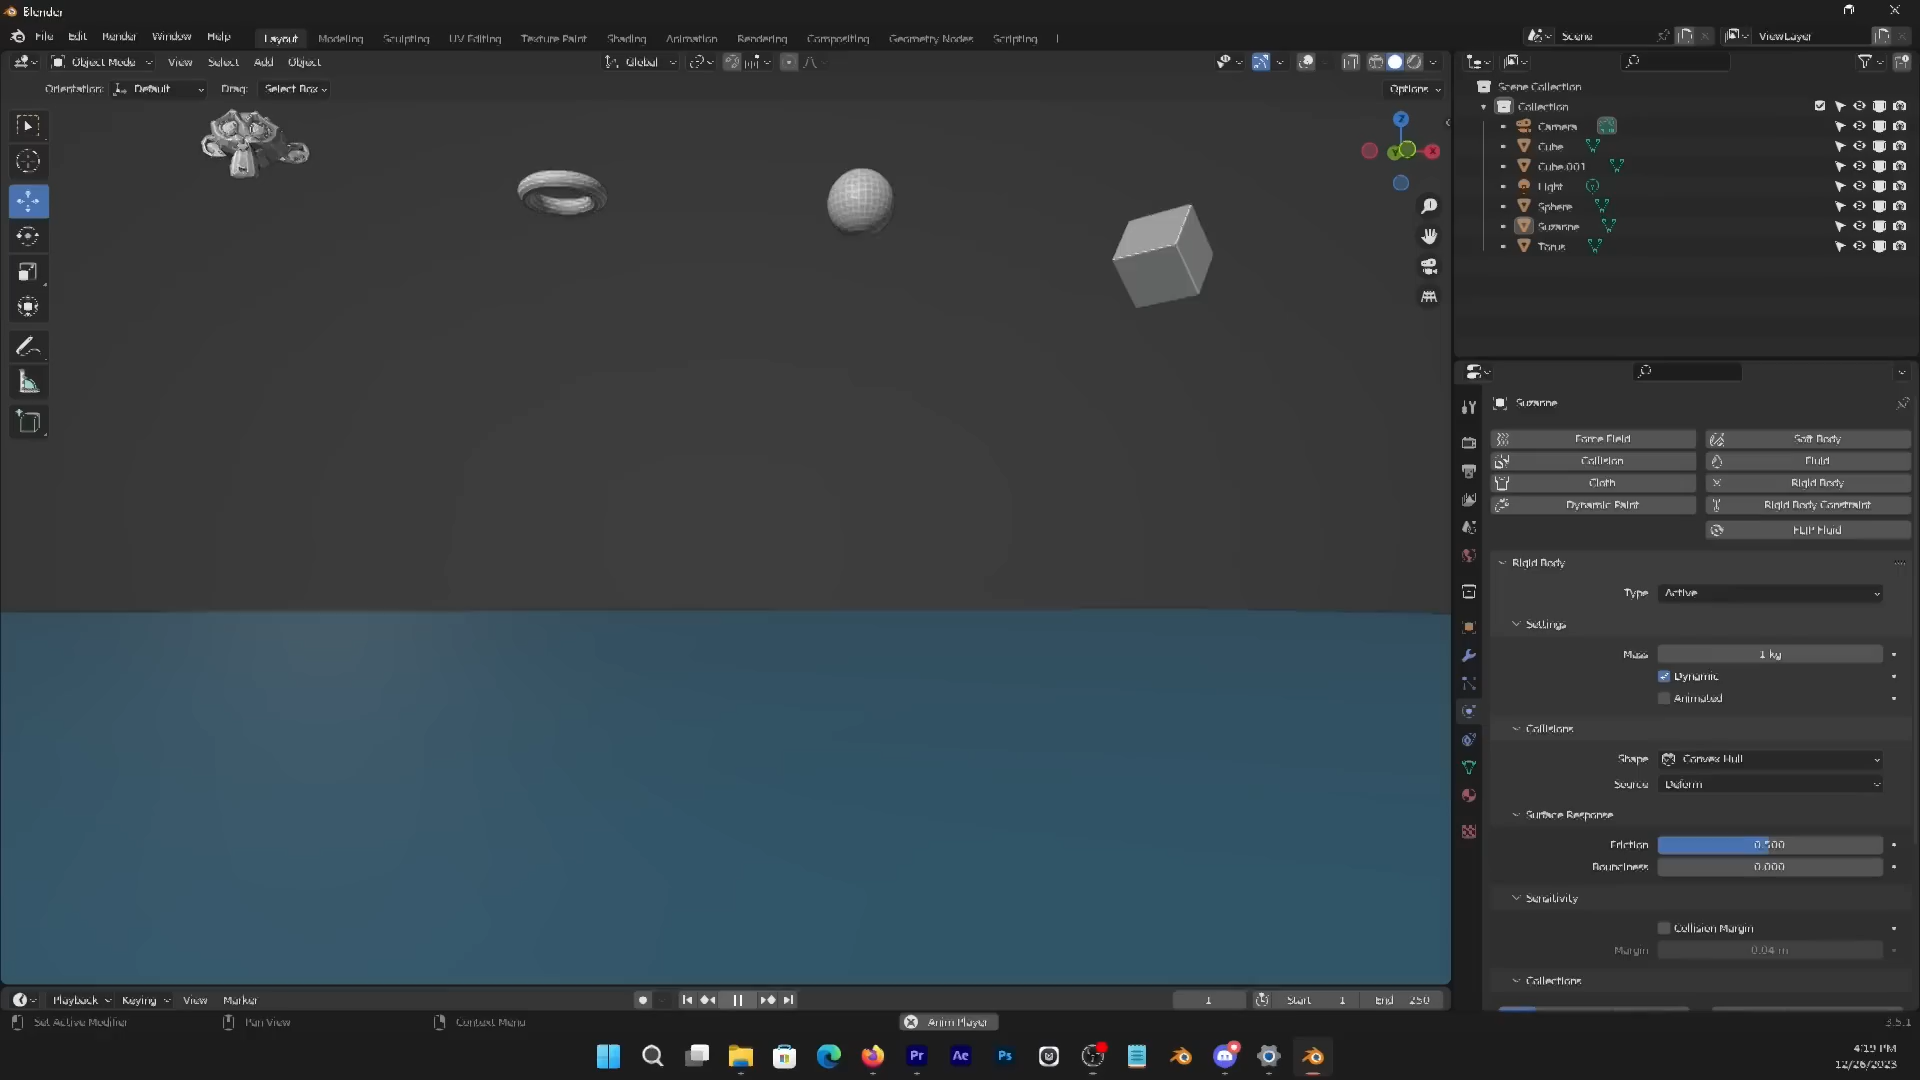 Blender
File Edit Render Window Help Layout Modeling Sculpting UV Editing Texture Paint Shading Animation Rendering Compositing Geometry Nodes Scripting Scene ViewLayer
Object Mode View Select Add Object Global
Orientation: Default Drag: Select Box Options
Z
X
Y
Scene Collection
Collection
Camera
Cube
Cube.001
Light
Sphere
Suzanne
Torus
Suzanne
Force Field Soft Body
Collision Fluid
Cloth Rigid Body
Dynamic Paint Rigid Body Constraint
FLIP Fluid
Rigid Body
Type Active
Settings
Mass 1 kg
Dynamic
Animated
Collisions
Shape Convex Hull
Source Deform
Surface Response
Friction 0.500
Bounciness 0.000
Sensitivity
Collision Margin
Margin 0.04 m
Collections
Playback Keying View Marker 1 Start 1 End 250
Set Active Modifier Pan View Context Menu Anim Player 3.5.1
Pr Ae Ps
4:19 PM
12/26/2023